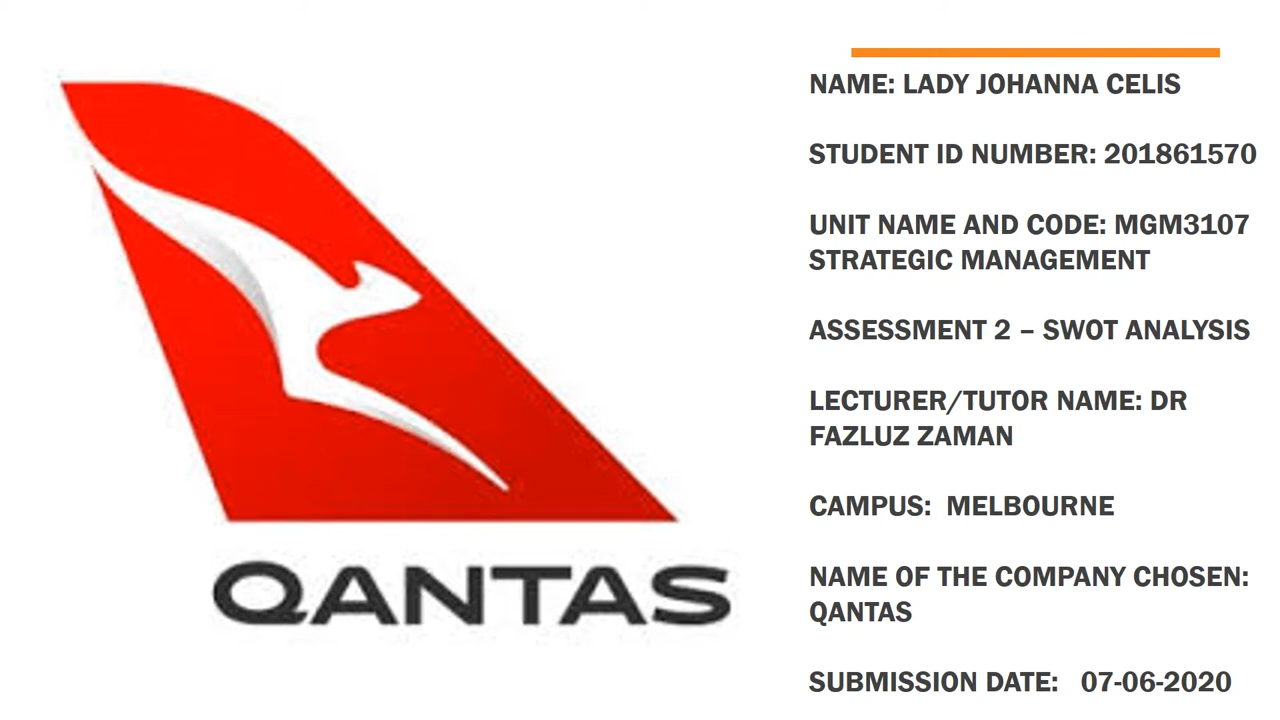 NAME: LADY JOHANNA CELIS
STUDENT ID NUMBER: 201861570
UNIT NAME AND CODE: MGM3107
STRATEGIC MANAGEMENT
ASSESSMENT 2 – SWOT ANALYSIS
LECTURER/TUTOR NAME: DR
FAZLUZ ZAMAN
CAMPUS: MELBOURNE
NAME OF THE COMPANY CHOSEN:
QANTAS
SUBMISSION DATE: 07-06-2020
QANTAS